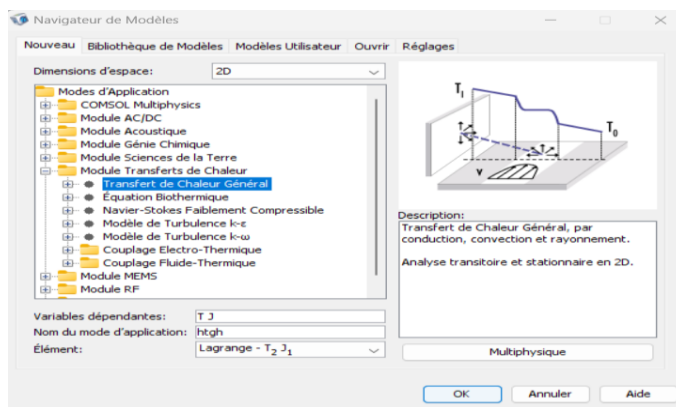 Navigateur de Modèles
Nouveau Bibliothèque de Modèles Modèles Utilisateur Ouvrir Réglages
Dimensions d'espace: 2D
Modes d'Application
COMSOL Multiphysics
Module AC/DC
Module Acoustique
Module Génie Chimique
Module Sciences de la Terre
Module Transferts de Chaleur
Transfert de Chaleur Général
Équation Biothermique
Navier-Stokes Faiblement Compressible
Modèle de Turbulence k-ε
Modèle de Turbulence k-ω
Couplage Electro-Thermique
Couplage Fluide-Thermique
Module MEMS
Module RF
Variables dépendantes: T J
Nom du mode d'application: htgh
Élément: Lagrange - T₂ J₁
T₁
T₀
v
Description:
Transfert de Chaleur Général, par
conduction, convection et rayonnement.
Analyse transitoire et stationnaire en 2D.
Multiphysique
OK Annuler Aide